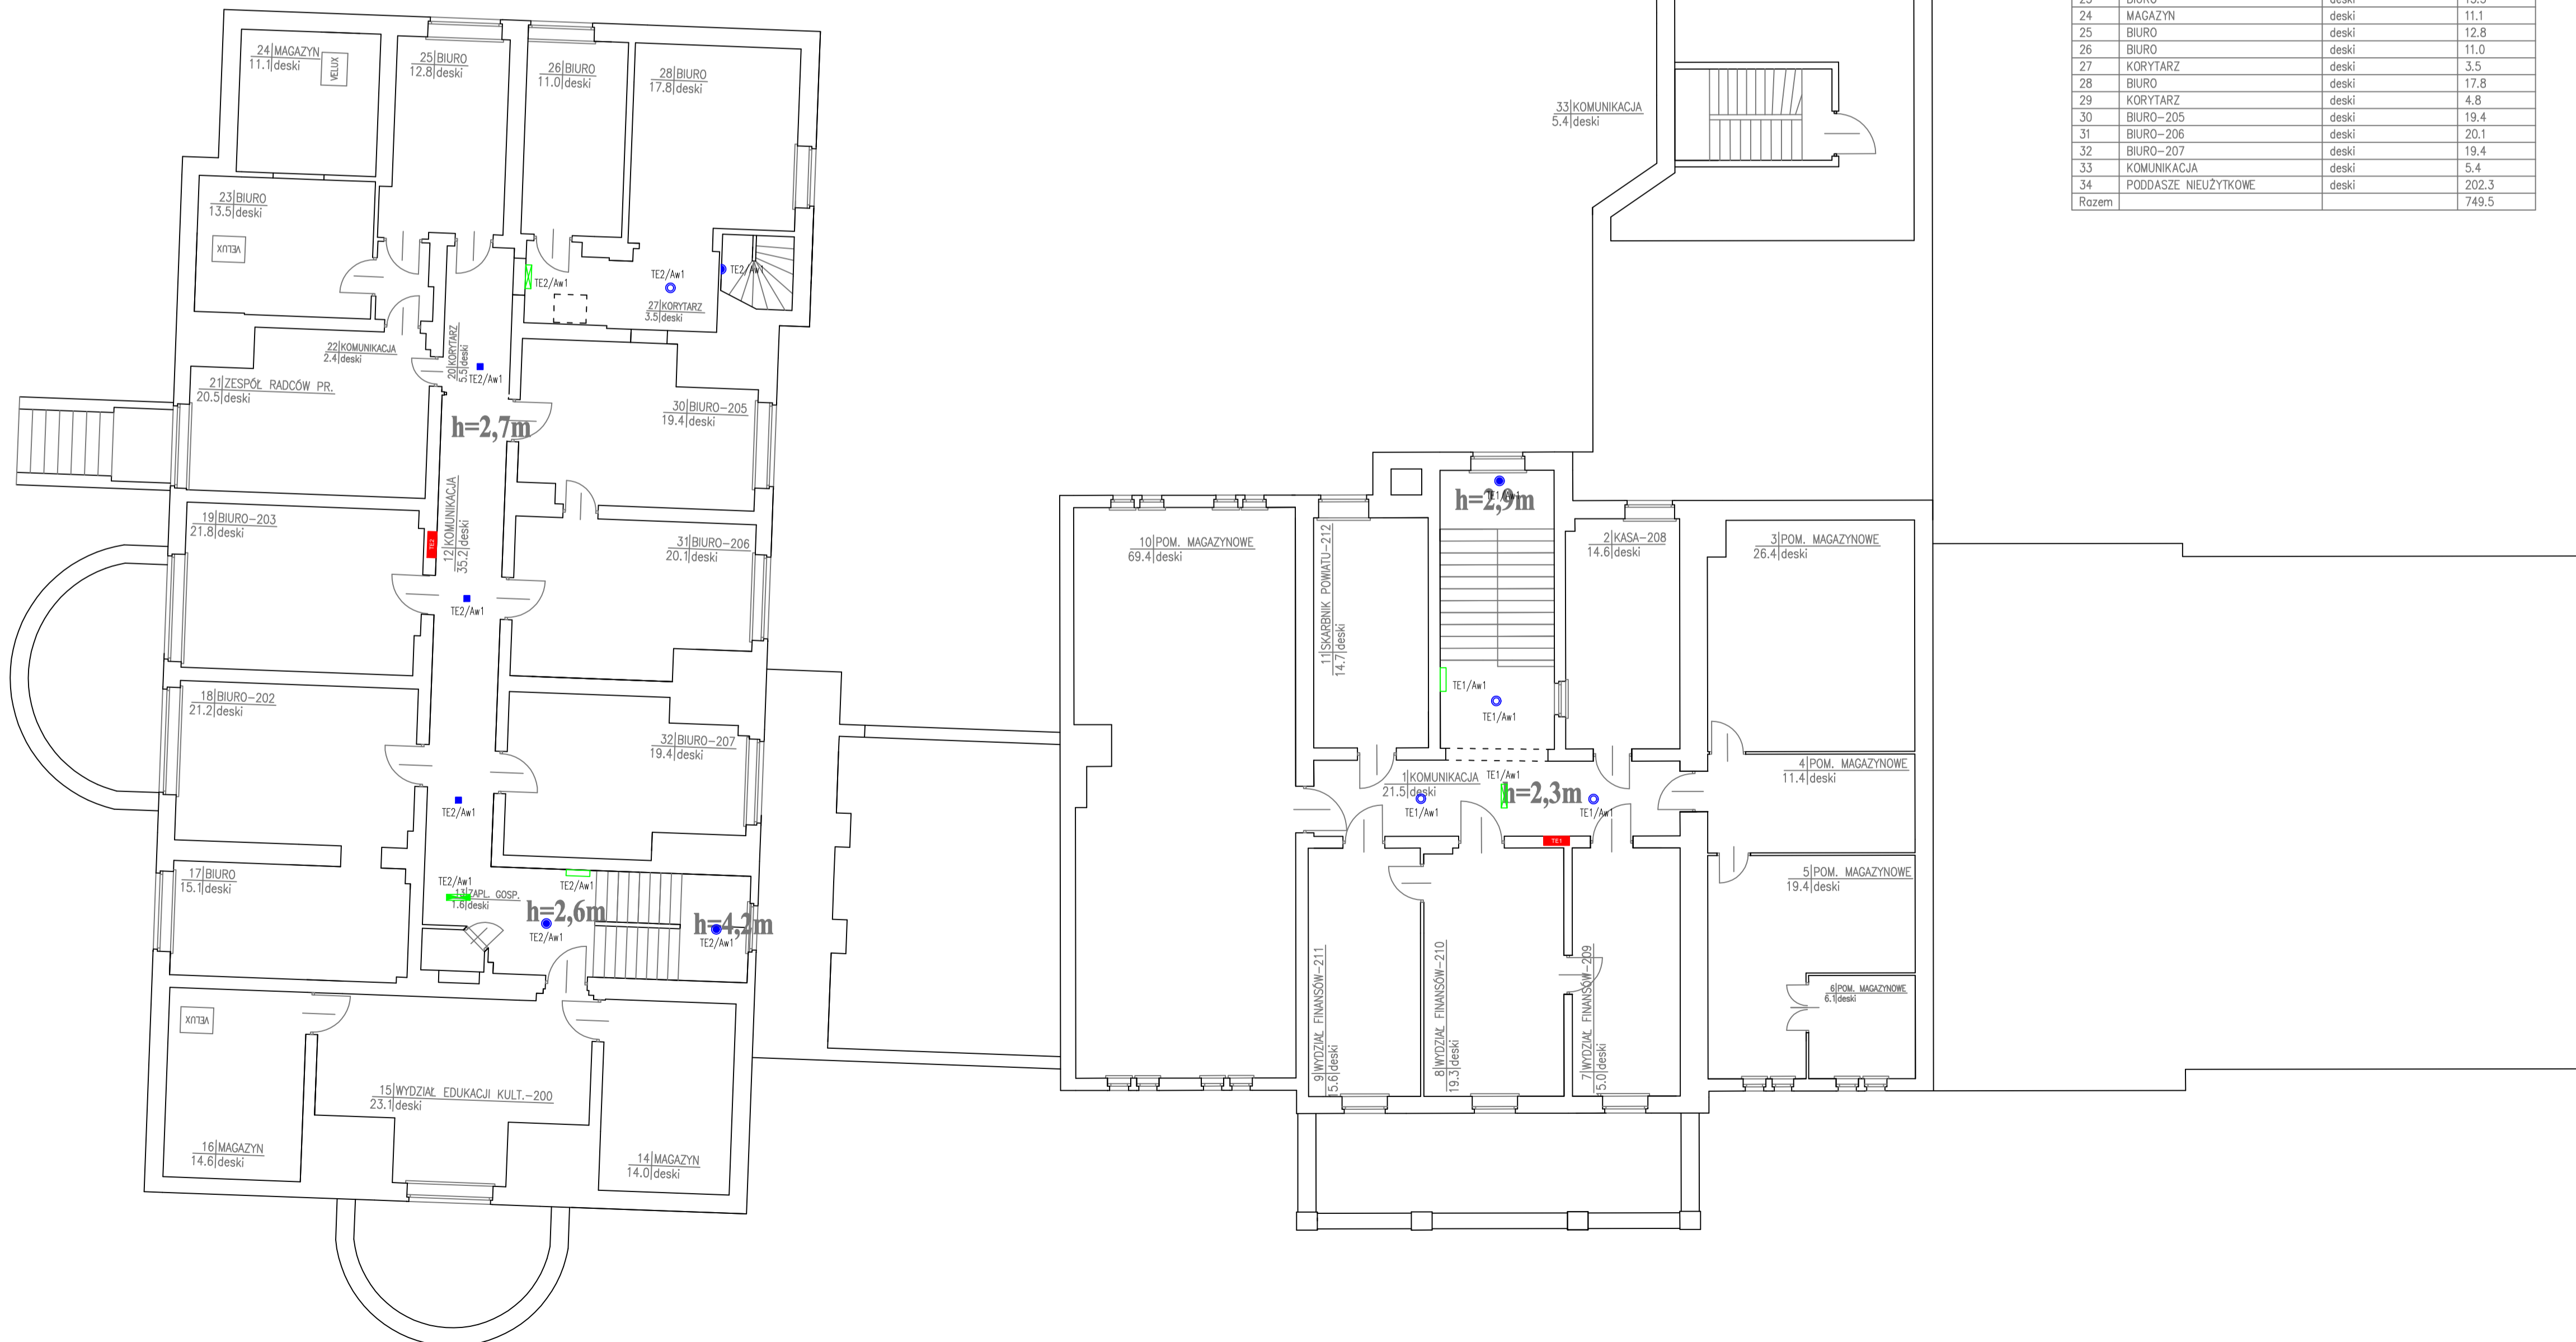 24 MAGAZYN
11.1 deski
VELUX
25 BIURO
12.8 deski
26 BIURO
11.0 deski
28 BIURO
17.8 deski
23 BIURO
13.5 deski
VELUX
TE2/Aw1
TE2/Aw1
TE2/Aw1
27 KORYTARZ
3.5 deski
22 KOMUNIKACJA
2.4 deski
20 KORYTARZ
5.5 deski
TE2/Aw1
21 ZESPÓŁ RADCÓW PR.
20.5 deski
h=2,7m
30 BIURO-205
19.4 deski
12 KOMUNIKACJA
35.2 deski
19 BIURO-203
21.8 deski
TE2
31 BIURO-206
20.1 deski
TE2/Aw1
18 BIURO-202
21.2 deski
32 BIURO-207
19.4 deski
TE2/Aw1
17 BIURO
15.1 deski
TE2/Aw1
13 ZAPL. GOSP.
1.6 deski
TE2/Aw1
h=2,6m
TE2/Aw1
h=4,2m
TE2/Aw1
VELUX
15 WYDZIAŁ EDUKACJI KULT.-200
23.1 deski
16 MAGAZYN
14.6 deski
14 MAGAZYN
14.0 deski
33 KOMUNIKACJA
5.4 deski
10 POM. MAGAZYNOWE
69.4 deski
11 SKARBNIK POWIATU-212
14.7 deski
TE1/Aw1
h=2,9m
2 KASA-208
14.6 deski
3 POM. MAGAZYNOWE
26.4 deski
TE1/Aw1
TE1/Aw1
1 KOMUNIKACJA
21.5 deski
TE1/Aw1
TE1/Aw1
h=2,3m
TE1/Aw1
TE1
4 POM. MAGAZYNOWE
11.4 deski
5 POM. MAGAZYNOWE
19.4 deski
6 POM. MAGAZYNOWE
6.1 deski
9 WYDZIAŁ FINANSÓW-211
15.6 deski
8 WYDZIAŁ FINANSÓW-210
19.3 deski
7 WYDZIAŁ FINANSÓW-209
deski
24 MAGAZYN deski 11.1
25 BIURO deski 12.8
26 BIURO deski 11.0
27 KORYTARZ deski 3.5
28 BIURO deski 17.8
29 KORYTARZ deski 4.8
30 BIURO-205 deski 19.4
31 BIURO-206 deski 20.1
32 BIURO-207 deski 19.4
33 KOMUNIKACJA deski 5.4
34 PODDASZE NIEUŻYTKOWE deski 202.3
Razem 749.5